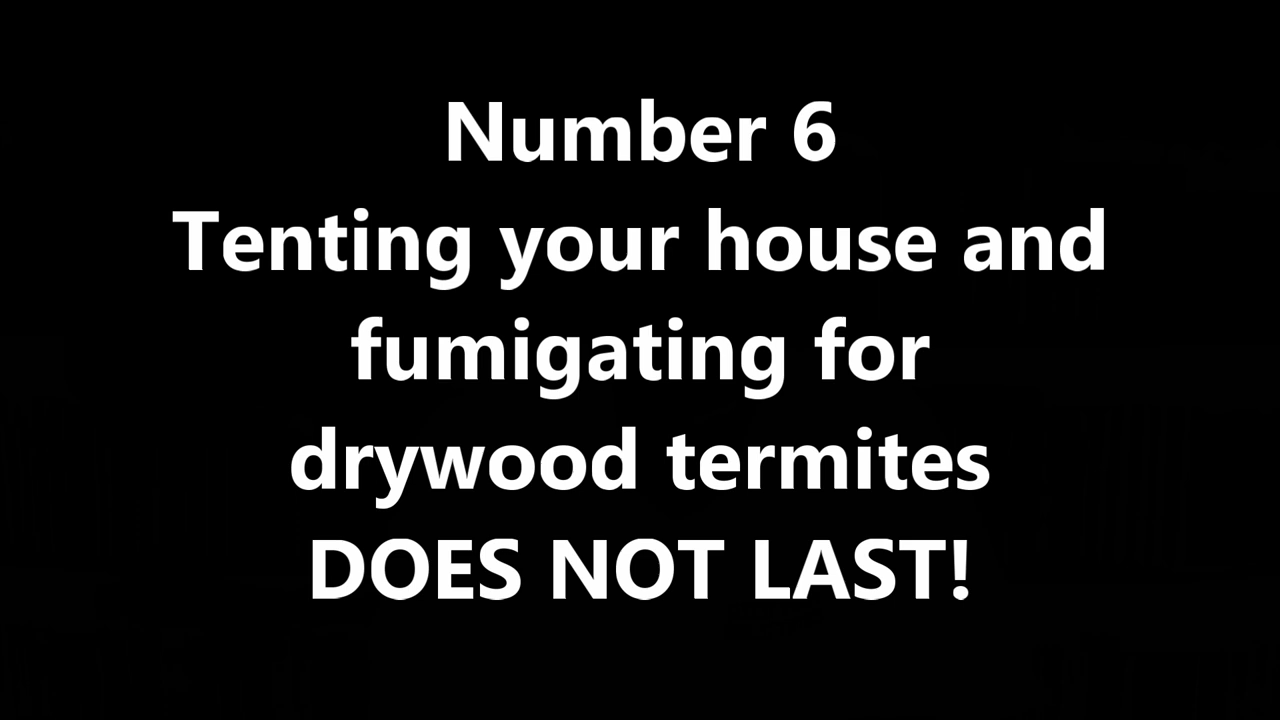 Number 6
Tenting your house and
fumigating for
drywood termites
DOES NOT LAST!